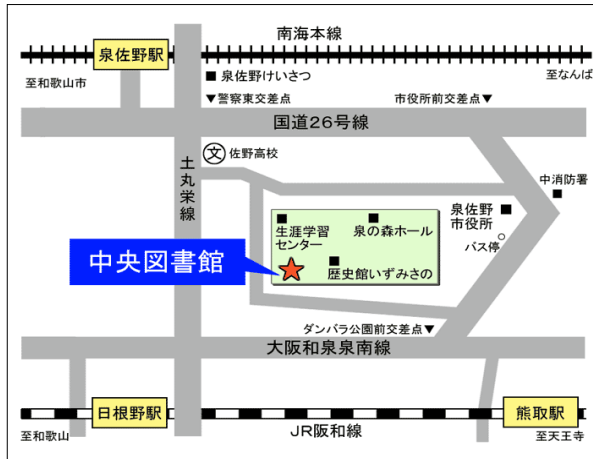 南海本線
泉佐野駅
至和歌山市
■泉佐野けいさつ
至なんば
▼警察東交差点
市役所前交差点▼
国道26号線
土丸栄線
文 佐野高校
中消防署
■
生涯学習
センター
■
泉の森ホール
泉佐野
市役所
■
バス停
中央図書館
■
歴史館いずみさの
ダンバラ公園前交差点▼
大阪和泉泉南線
日根野駅
熊取駅
至和歌山
JR阪和線
至天王寺